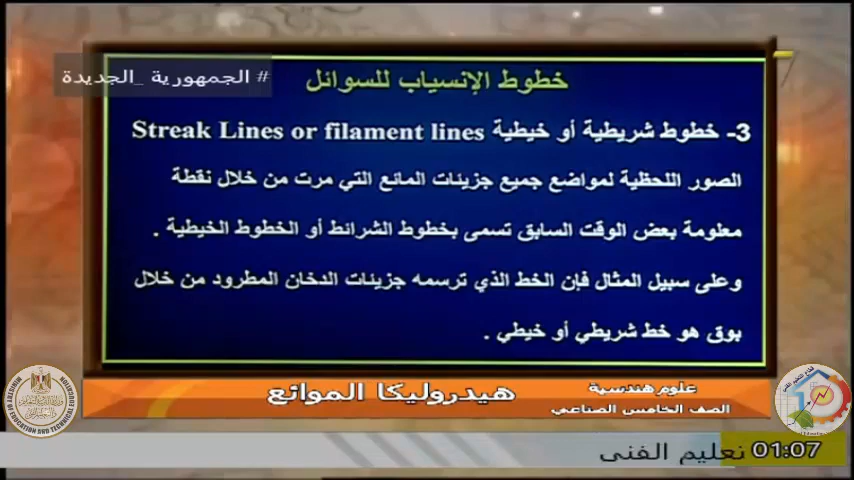 # الجمهورية _الجديدة
خطوط الإنسياب للسوائل
3- خطوط شريطية أو خيطية Streak Lines or filament lines
الصور اللحظية لمواضع جميع جزيئات المائع التي مرت من خلال نقطة
معلومة بعض الوقت السابق تسمى بخطوط الشرائط أو الخطوط الخيطية .
وعلى سبيل المثال فإن الخط الذي ترسمه جزيئات الدخان المطرود من خلال
بوق هو خط شريطي أو خيطي .
علوم هندسية
هيدروليكا الموائع
الصف الخامس الصناعي
تعليم الفنى
01:07